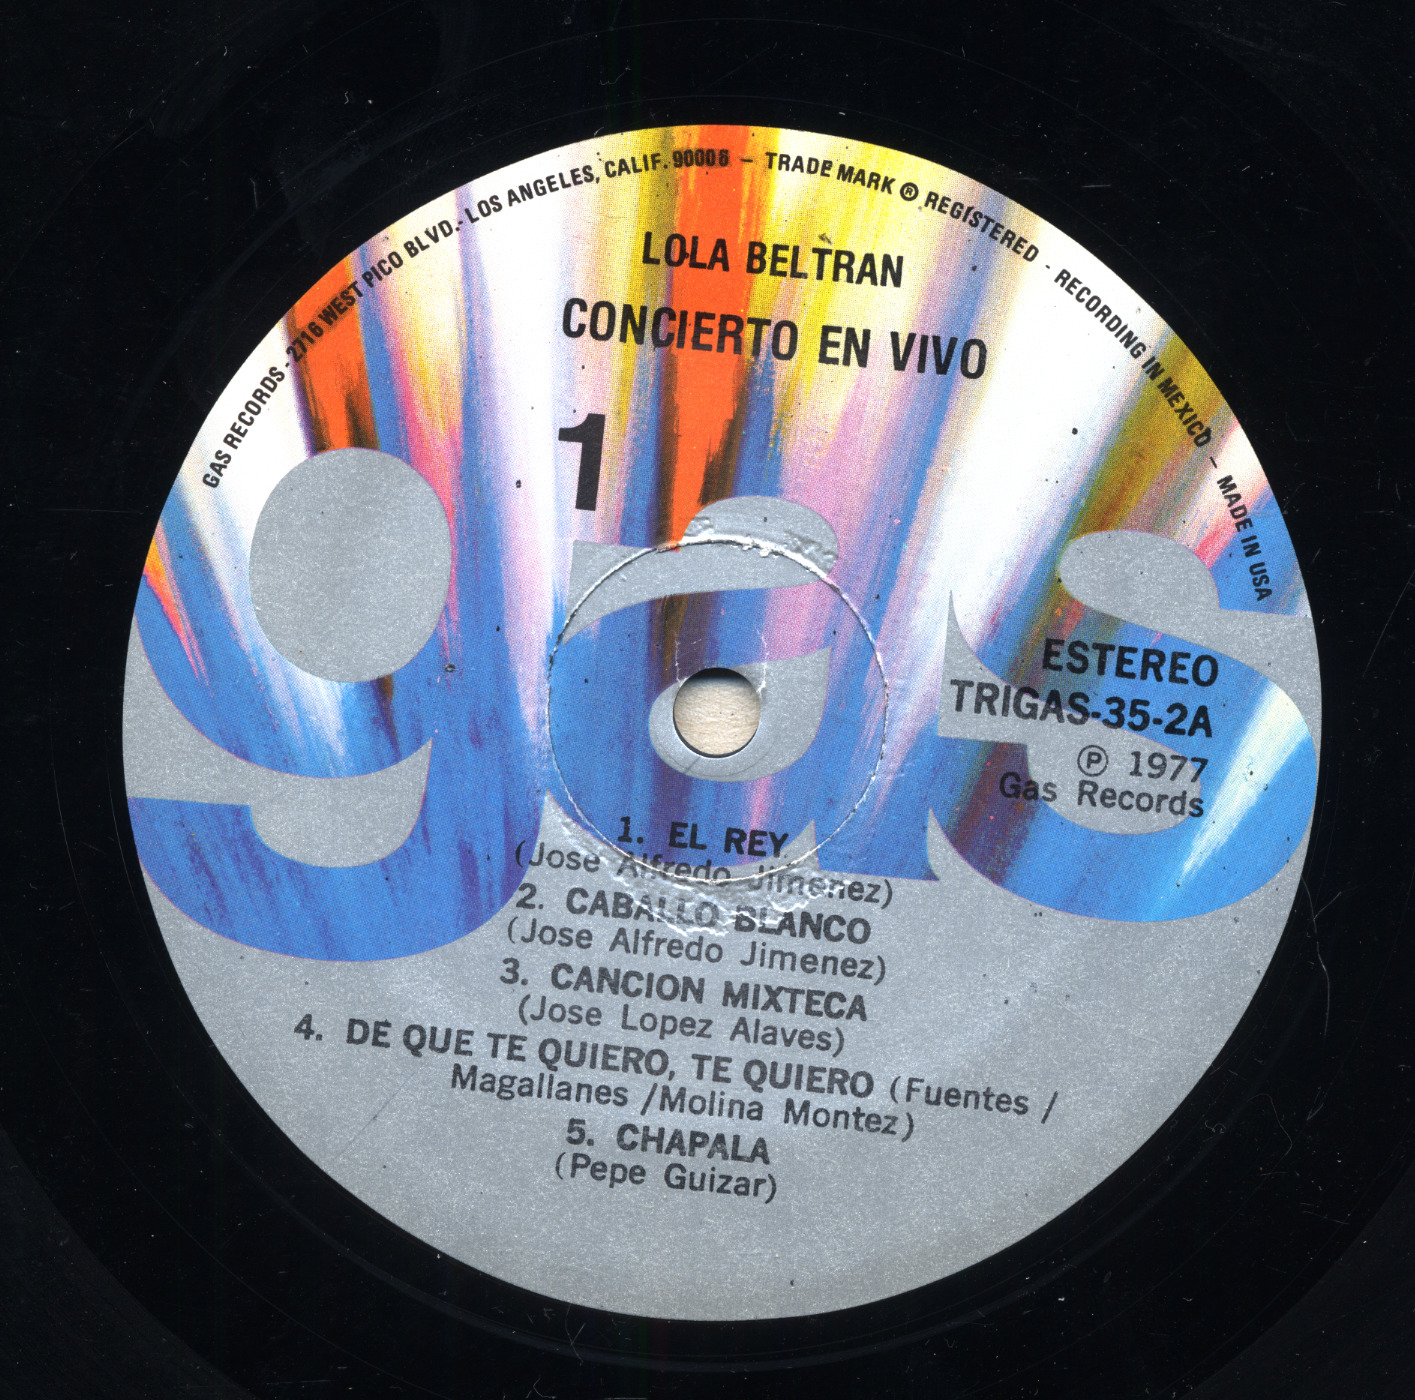 GAS RECORDS - 2716 WEST PICO BLVD.- LOS ANGELES, CALIF. 90006 – TRADE MARK ® REGISTERED - RECORDING IN MEXICO – MADE IN USA
LOLA BELTRAN
CONCIERTO EN VIVO
1
gas
ESTEREO
TRIGAS-35-2A
℗ 1977
Gas Records
1. EL REY
(Jose Alfredo Jimenez)
2. CABALLO BLANCO
(Jose Alfredo Jimenez)
3. CANCION MIXTECA
(Jose Lopez Alaves)
4. DE QUE TE QUIERO, TE QUIERO (Fuentes /
Magallanes /Molina Montez)
5. CHAPALA
(Pepe Guizar)